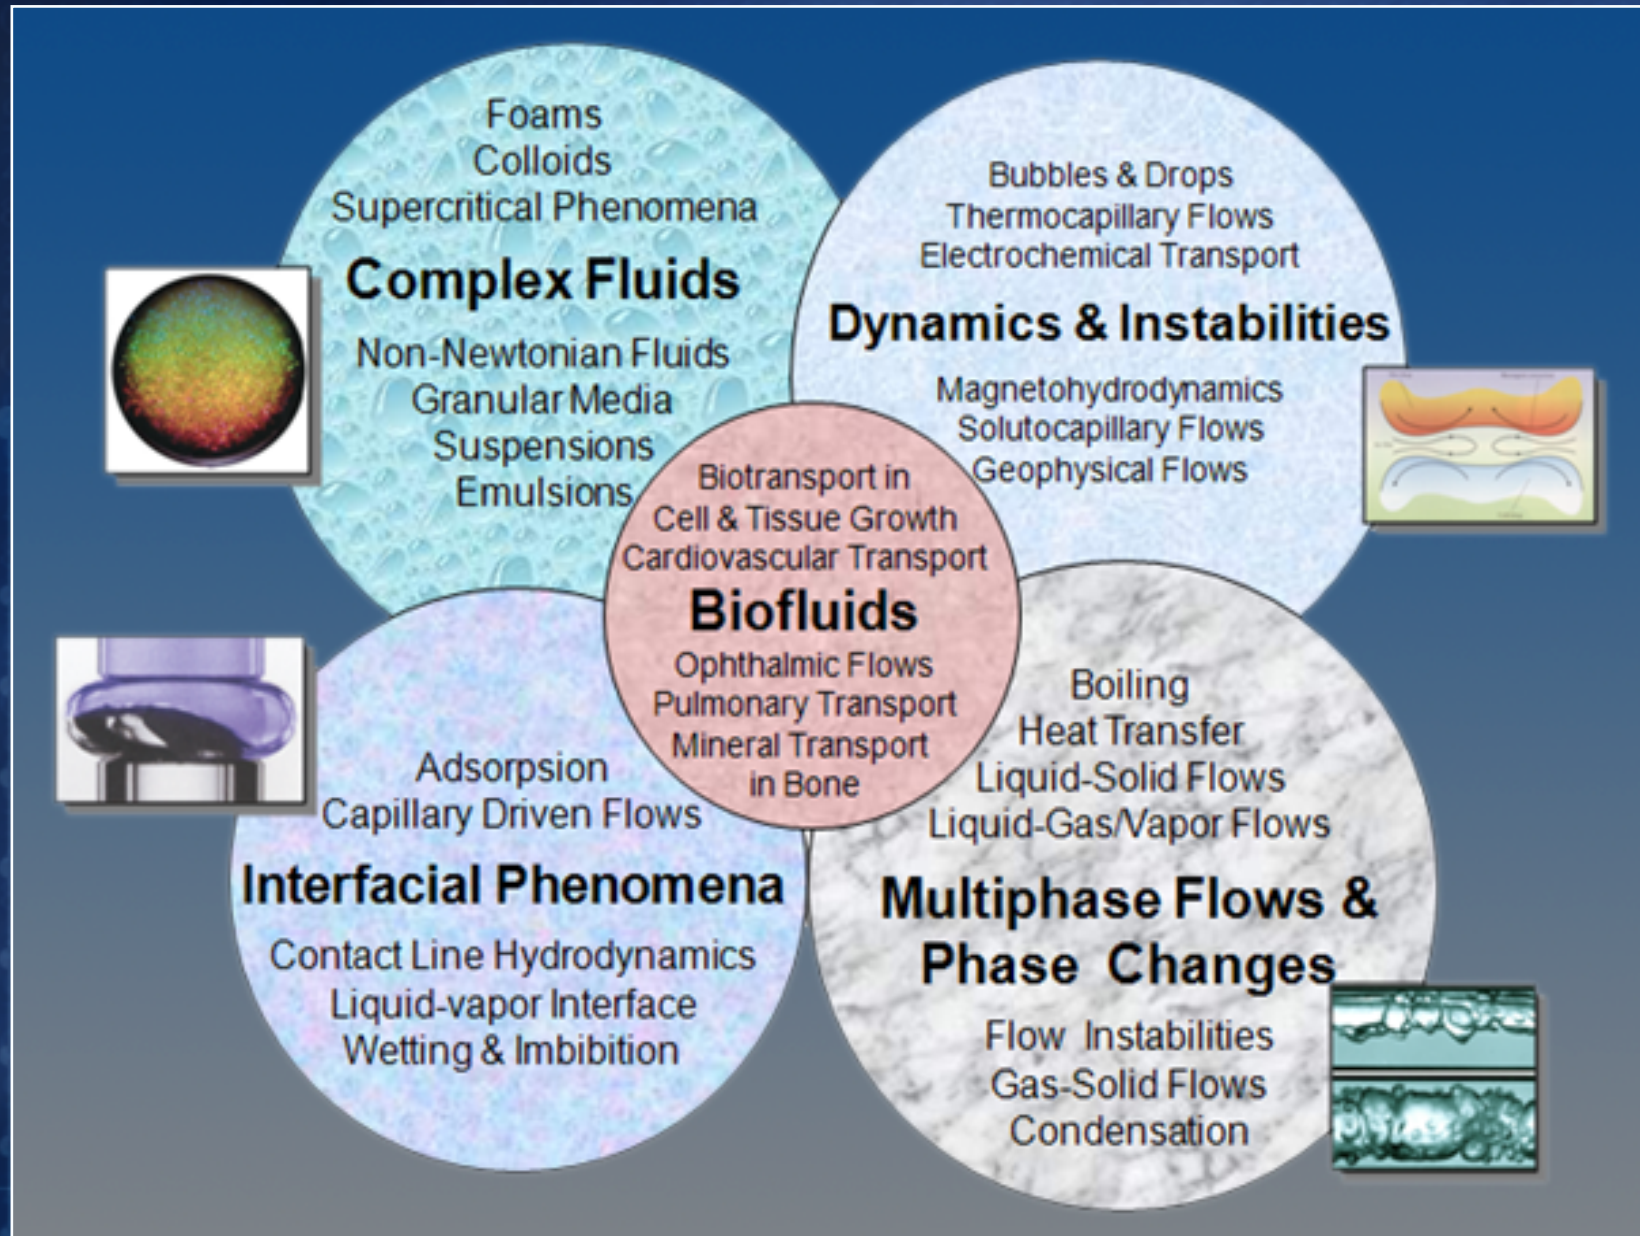 Foams
Colloids
Supercritical Phenomena
Complex Fluids
Non-Newtonian Fluids
Granular Media
Suspensions
Emulsions
Bubbles & Drops
Thermocapillary Flows
Electrochemical Transport
Dynamics & Instabilities
Magnetohydrodynamics
Solutocapillary Flows
Geophysical Flows
Biotransport in
Cell & Tissue Growth
Cardiovascular Transport
Biofluids
Ophthalmic Flows
Pulmonary Transport
Mineral Transport
in Bone
Adsorpsion
Capillary Driven Flows
Interfacial Phenomena
Contact Line Hydrodynamics
Liquid-vapor Interface
Wetting & Imbibition
Boiling
Heat Transfer
Liquid-Solid Flows
Liquid-Gas/Vapor Flows
Multiphase Flows &
Phase Changes
Flow Instabilities
Gas-Solid Flows
Condensation